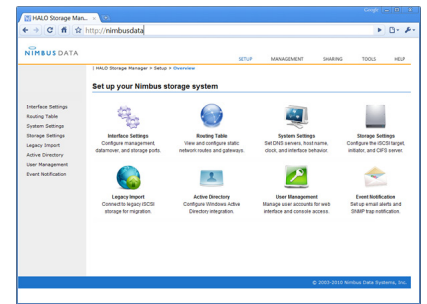 Google
HALO Storage Man...
http://nimbusdata
NIMBUS DATA
SETUP MANAGEMENT SHARING TOOLS HELP
| HALO Storage Manager > Setup > Overview
Set up your Nimbus storage system
Interface Settings
Routing Table
System Settings
Storage Settings
Legacy Import
Active Directory
User Management
Event Notification
Interface Settings
Configure management,
datamover, and storage ports.
Routing Table
View and configure static
network routes and gateways.
System Settings
Set DNS servers, host name,
clock, and interface behavior.
Storage Settings
Configure the iSCSI target,
initiator, and CIFS server.
Legacy Import
Connect to legacy iSCSI
storage for migration.
Active Directory
Configure Windows Active
Directory integration.
User Management
Manage user accounts for web
interface and console access.
Event Notification
Set up email alerts and
SNMP trap notification.
© 2003-2010 Nimbus Data Systems, Inc.